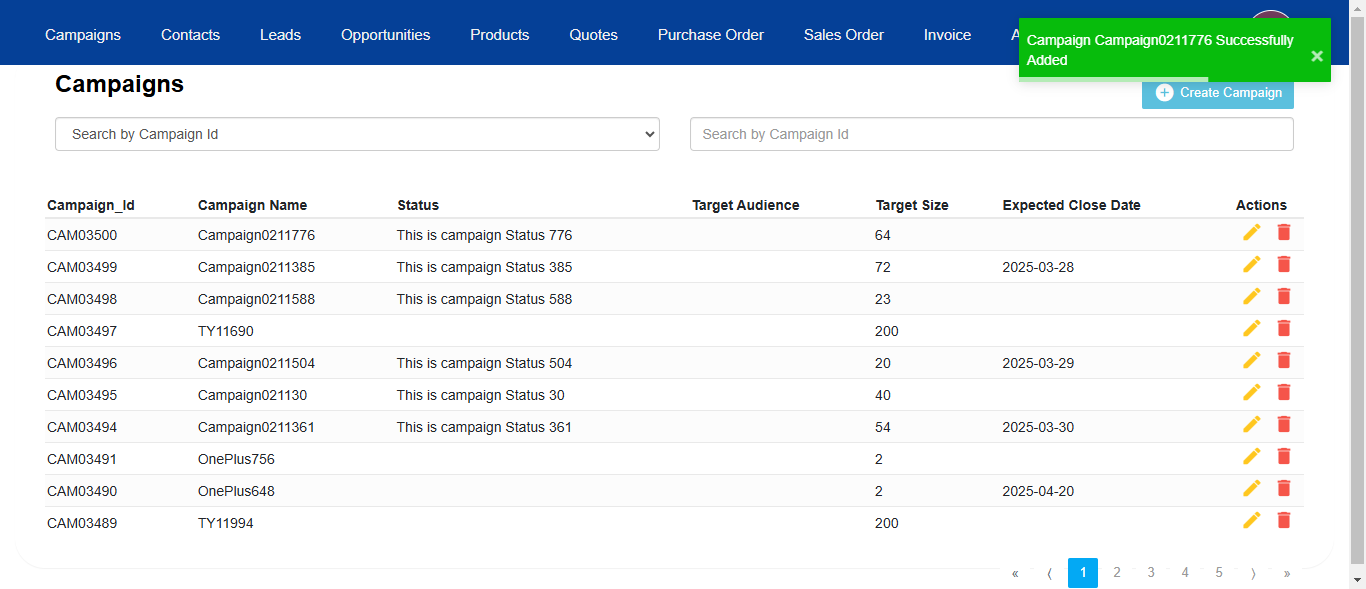 Campaigns Contacts Leads Opportunities Products Quotes Purchase Order Sales Order Invoice
Campaign Campaign0211776 Successfully
Added
×
Campaigns
Create Campaign
Search by Campaign Id
Search by Campaign Id
Campaign_Id Campaign Name Status Target Audience Target Size Expected Close Date Actions
CAM03500 Campaign0211776 This is campaign Status 776 64
CAM03499 Campaign0211385 This is campaign Status 385 72 2025-03-28
CAM03498 Campaign0211588 This is campaign Status 588 23
CAM03497 TY11690 200
CAM03496 Campaign0211504 This is campaign Status 504 20 2025-03-29
CAM03495 Campaign021130 This is campaign Status 30 40
CAM03494 Campaign0211361 This is campaign Status 361 54 2025-03-30
CAM03491 OnePlus756 2
CAM03490 OnePlus648 2 2025-04-20
CAM03489 TY11994 200
« ⟨ 1 2 3 4 5 ⟩ »